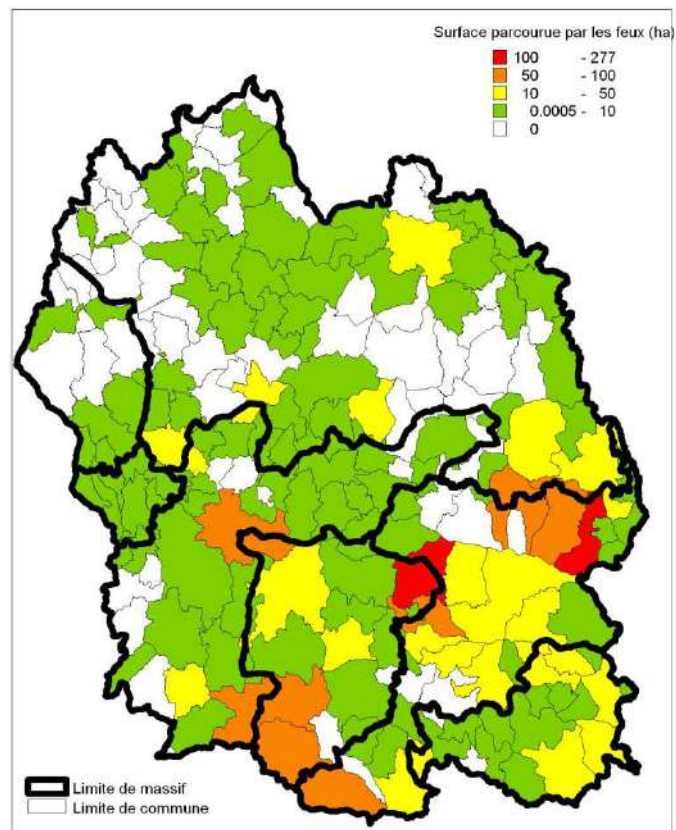 Surface parcourue par les feux (ha)
100 - 277
50 - 100
10 - 50
0.0005 - 10
0
Limite de massif
Limite de commune